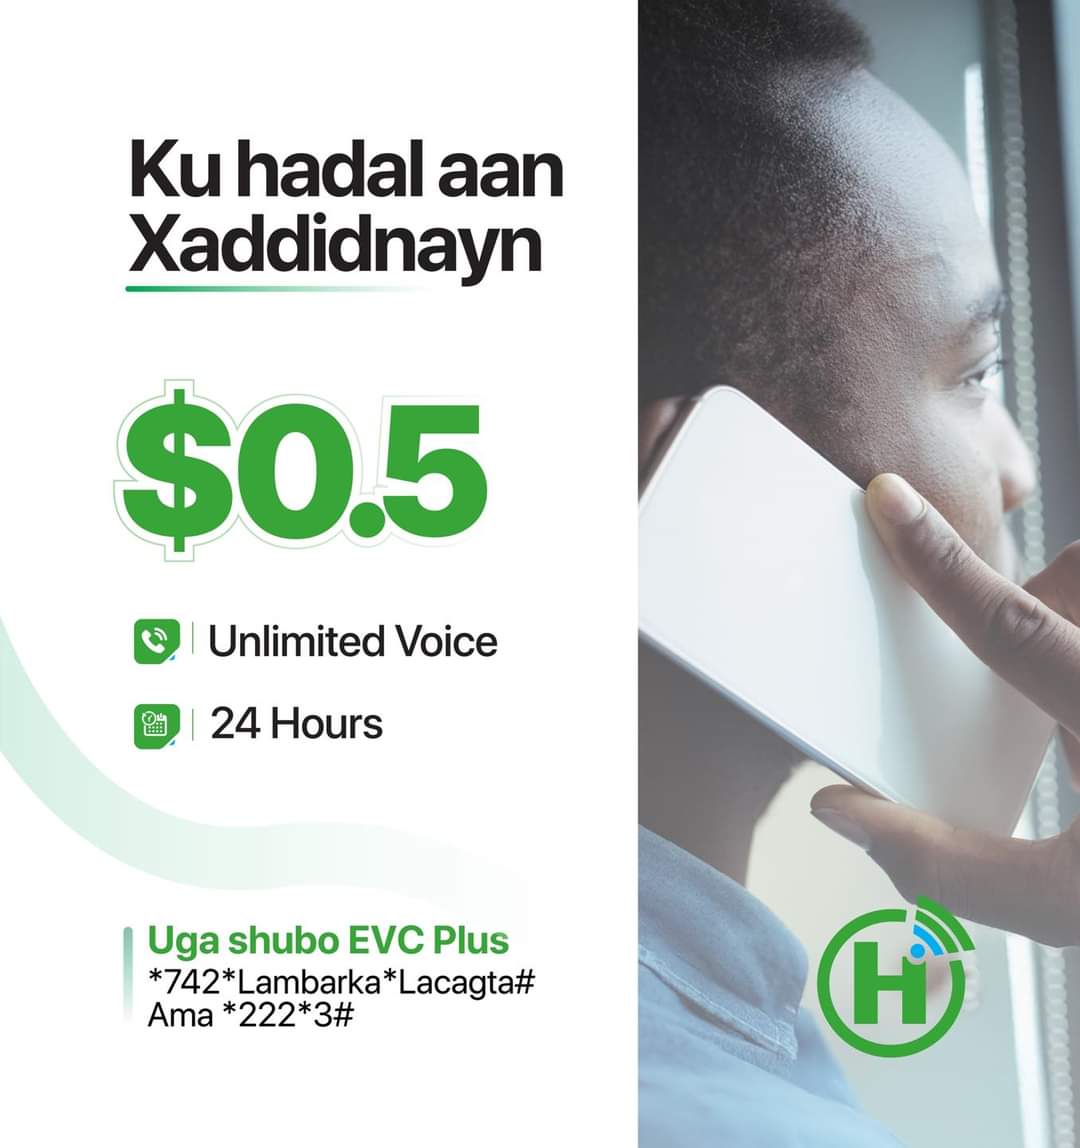 Ku hadal aan
Xaddidnayn
$0.5
Unlimited Voice
24 Hours
Uga shubo EVC Plus
*742*Lambarka*Lacagta#
Ama *222*3#
H